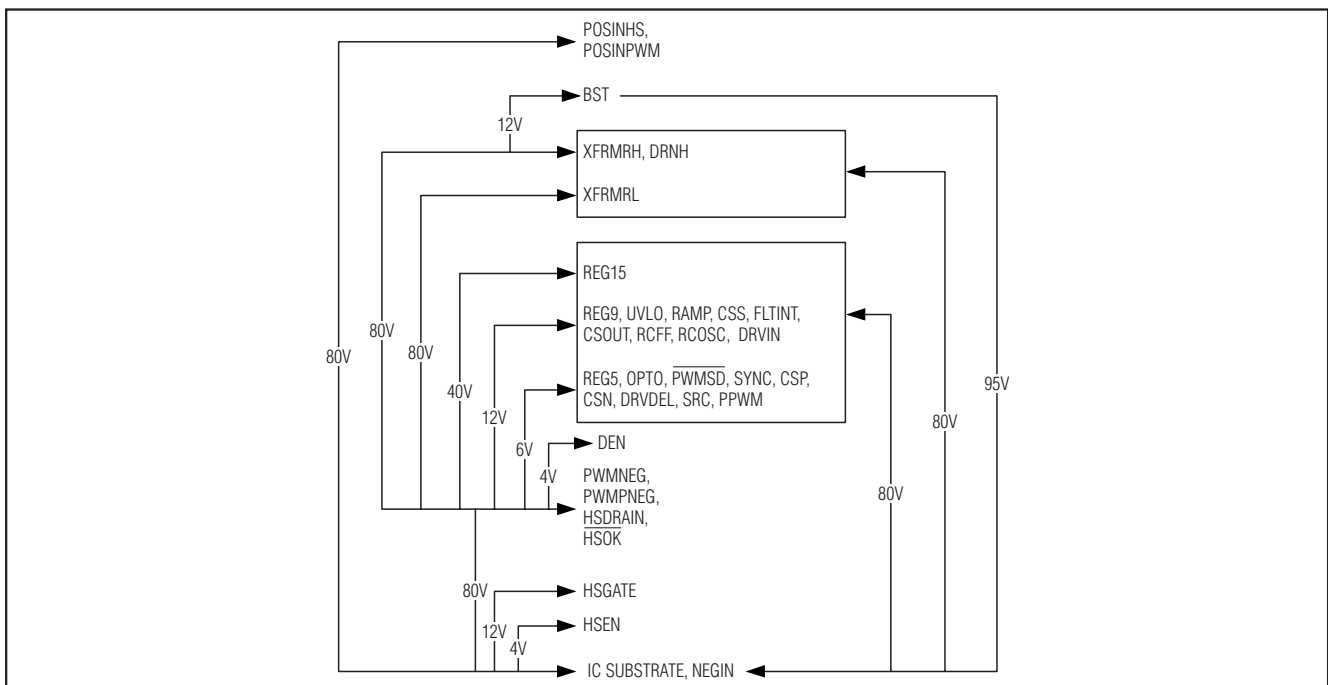 POSINHS,
POSINPWM
BST
12V
XFRMRH, DRNH
XFRMRL
REG15
80V
80V
80V
REG9, UVLO, RAMP, CSS, FLTINT,
CSOUT, RCFF, RCOSC, DRVIN
40V
12V
REG5, OPTO, PWMSD, SYNC, CSP,
CSN, DRVDEL, SRC, PPWM
95V
80V
6V
DEN
4V
PWMNEG,
PWMPNEG,
HSDRAIN,
HSOK
80V
80V
HSGATE
12V
HSEN
4V
IC SUBSTRATE, NEGIN